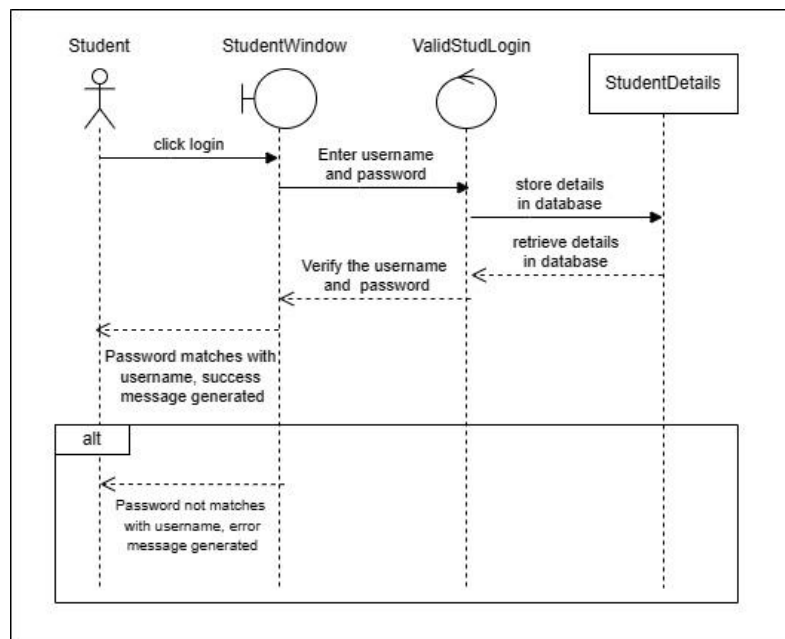 Student
StudentWindow
ValidStudLogin
StudentDetails
click login
Enter username
and password
store details
in database
retrieve details
in database
Verify the username
and password
Password matches with
username, success
message generated
alt
Password not matches
with username, error
message generated